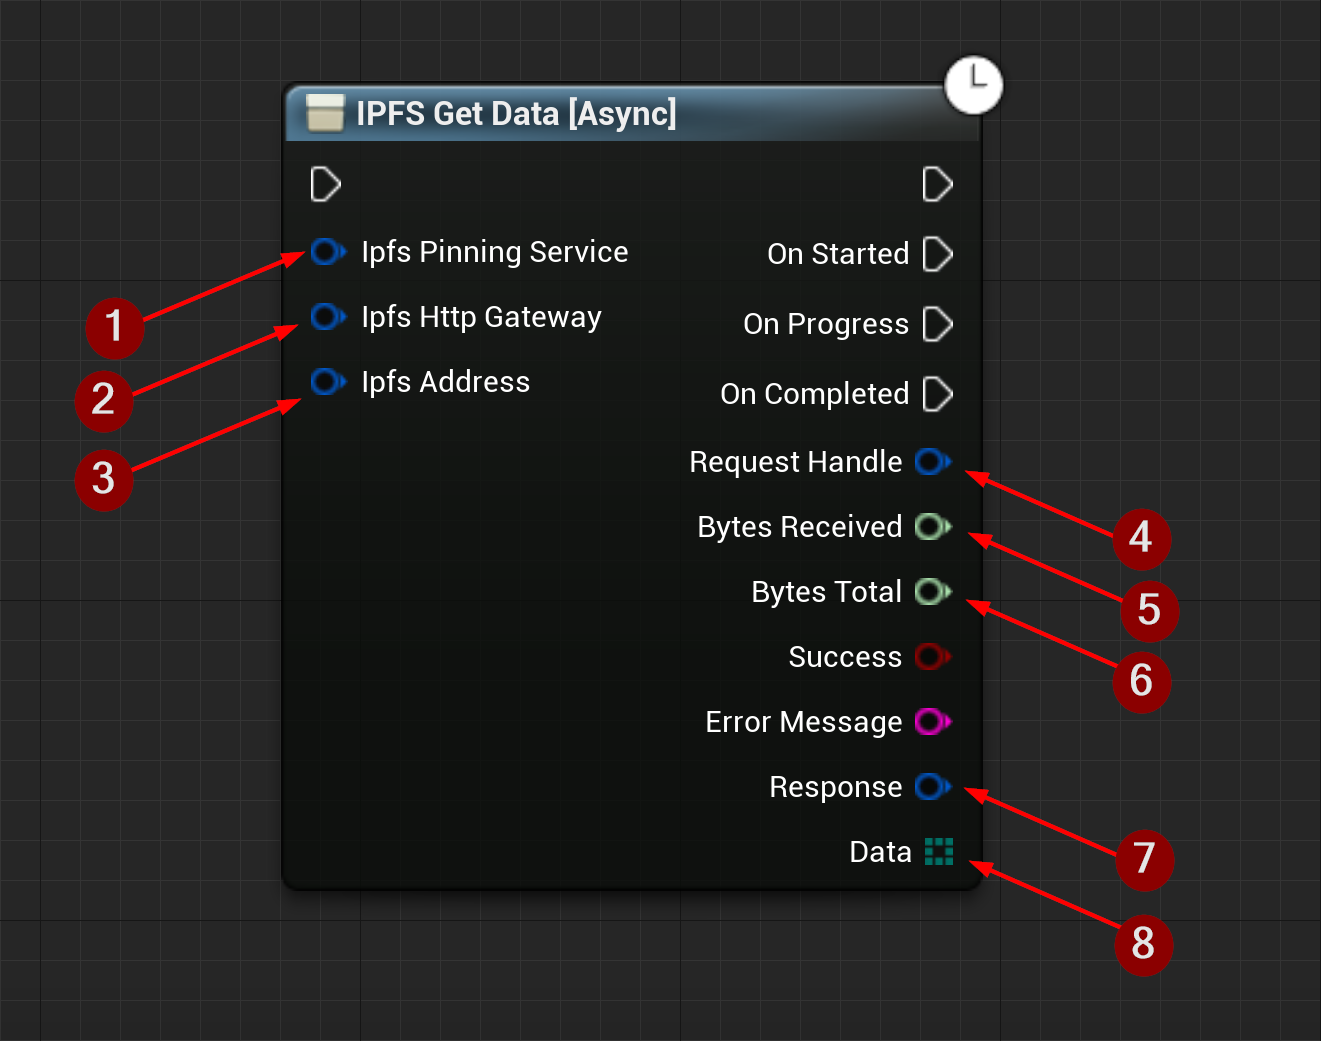 IPFS Get Data [Async]
Ipfs Pinning Service
Ipfs Http Gateway
Ipfs Address
On Started
On Progress
On Completed
Request Handle
Bytes Received
Bytes Total
Success
Error Message
Response
Data
1
2
3
4
5
6
7
8